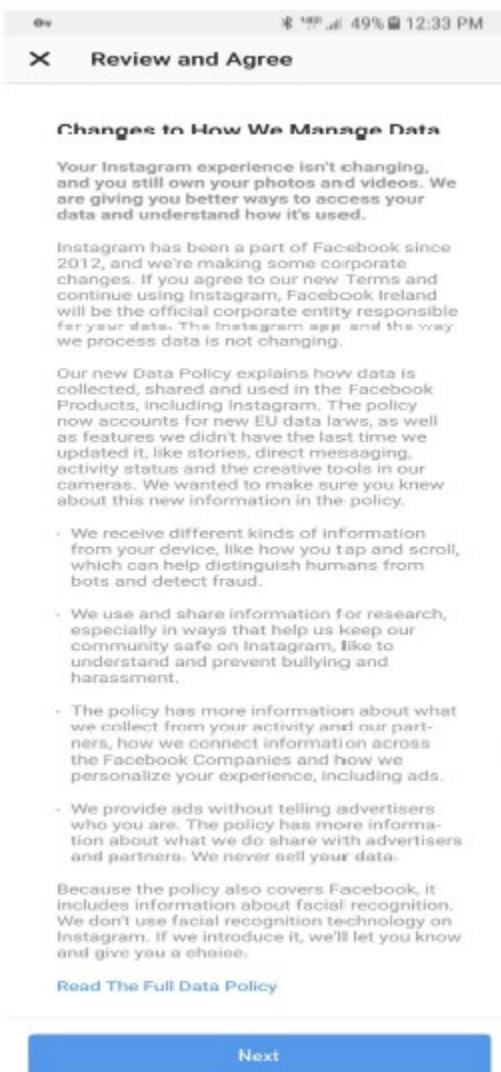 49% 12:33 PM
Review and Agree
Changes to How We Manage Data
Your Instagram experience isn't changing,
and you still own your photos and videos. We
are giving you better ways to access your
data and understand how it's used.
Instagram has been a part of Facebook since
2012, and we're making some corporate
changes. If you agree to our new Terms and
continue using Instagram, Facebook Ireland
will be the official corporate entity responsible
for your data. The Instagram app and the way
we process data is not changing.
Our new Data Policy explains how data is
collected, shared and used in the Facebook
Products, including Instagram. The policy
now accounts for new EU data laws, as well
as features we didn't have the last time we
updated it, like stories, direct messaging,
activity status and the creative tools in our
cameras. We wanted to make sure you knew
about this new information in the policy.
- We receive different kinds of information
from your device, like how you tap and scroll,
which can help distinguish humans from
bots and detect fraud.
- We use and share information for research,
especially in ways that help us keep our
community safe on Instagram, like to
understand and prevent bullying and
harassment.
- The policy has more information about what
we collect from your activity and our part-
ners, how we connect information across
the Facebook Companies and how we
personalize your experience, including ads.
- We provide ads without telling advertisers
who you are. The policy has more informa-
tion about what we do share with advertisers
and partners. We never sell your data.
Because the policy also covers Facebook, it
includes information about facial recognition.
We don't use facial recognition technology on
Instagram. If we introduce it, we'll let you know
and give you a choice.
Read The Full Data Policy
Next